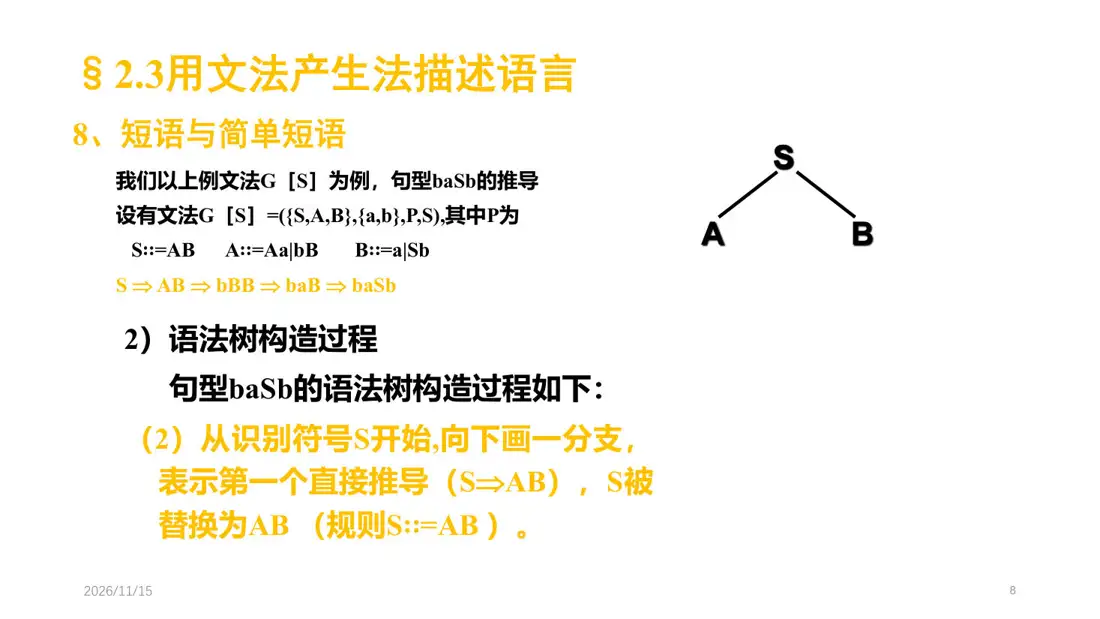 §2.3用文法产生法描述语言
8、短语与简单短语
我们以上例文法G［S］为例，句型baSb的推导
设有文法G［S］=({S,A,B},{a,b},P,S),其中P为
S::=AB A::=Aa|bB B::=a|Sb
S ⇒ AB ⇒ bBB ⇒ baB ⇒ baSb
2）语法树构造过程
句型baSb的语法树构造过程如下：
（2）从识别符号S开始,向下画一分支，
表示第一个直接推导（S⇒AB），S被
替换为AB （规则S::=AB ）。
S
A B
2026/11/15
8